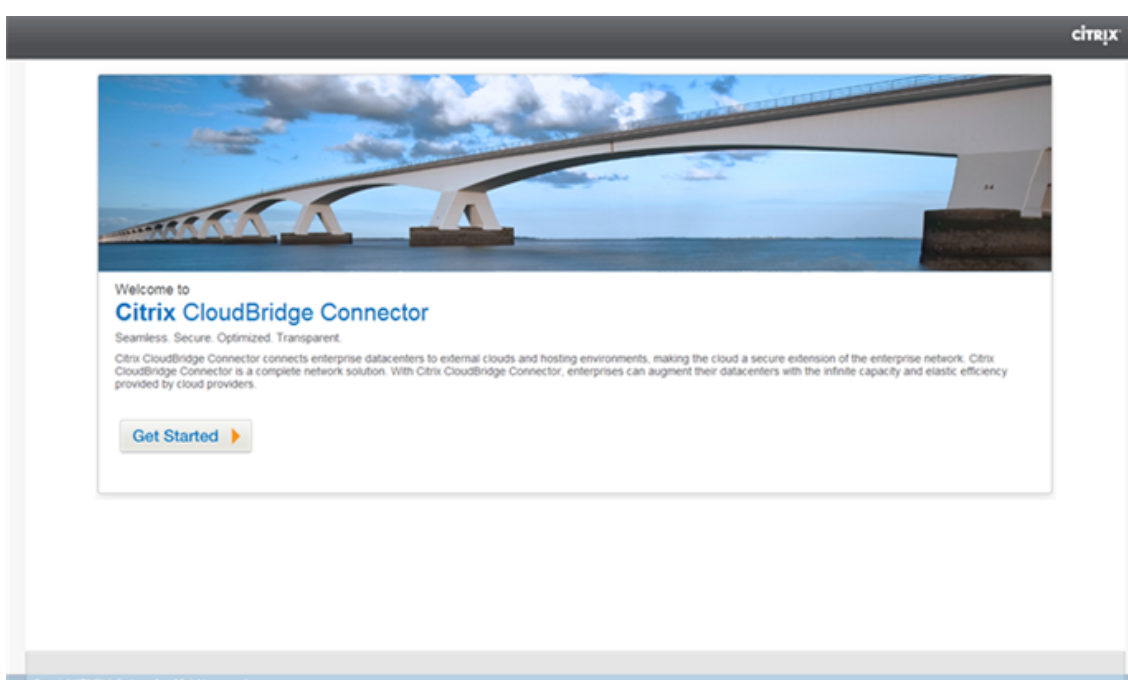 CİTRIX
Welcome to
Citrix CloudBridge Connector
Seamless. Secure. Optimized. Transparent.
Citrix CloudBridge Connector connects enterprise datacenters to external clouds and hosting environments, making the cloud a secure extension of the enterprise network. Citrix
CloudBridge Connector is a complete network solution. With Citrix CloudBridge Connector, enterprises can augment their datacenters with the infinite capacity and elastic efficiency
provided by cloud providers.
Get Started